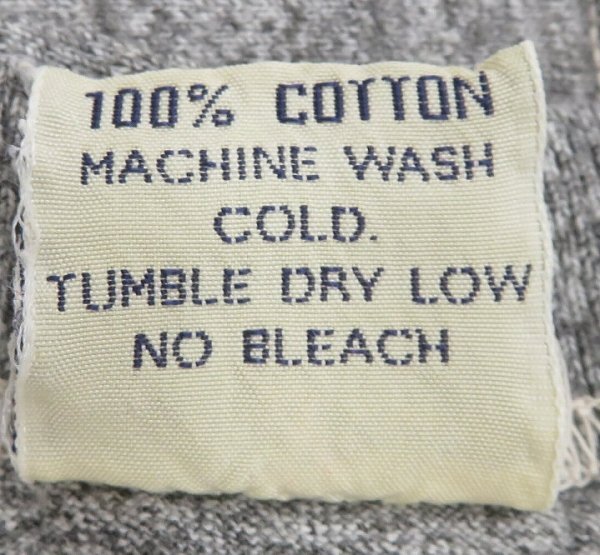 100% COTTON
MACHINE WASH
COLD.
TUMBLE DRY LOW
NO BLEACH